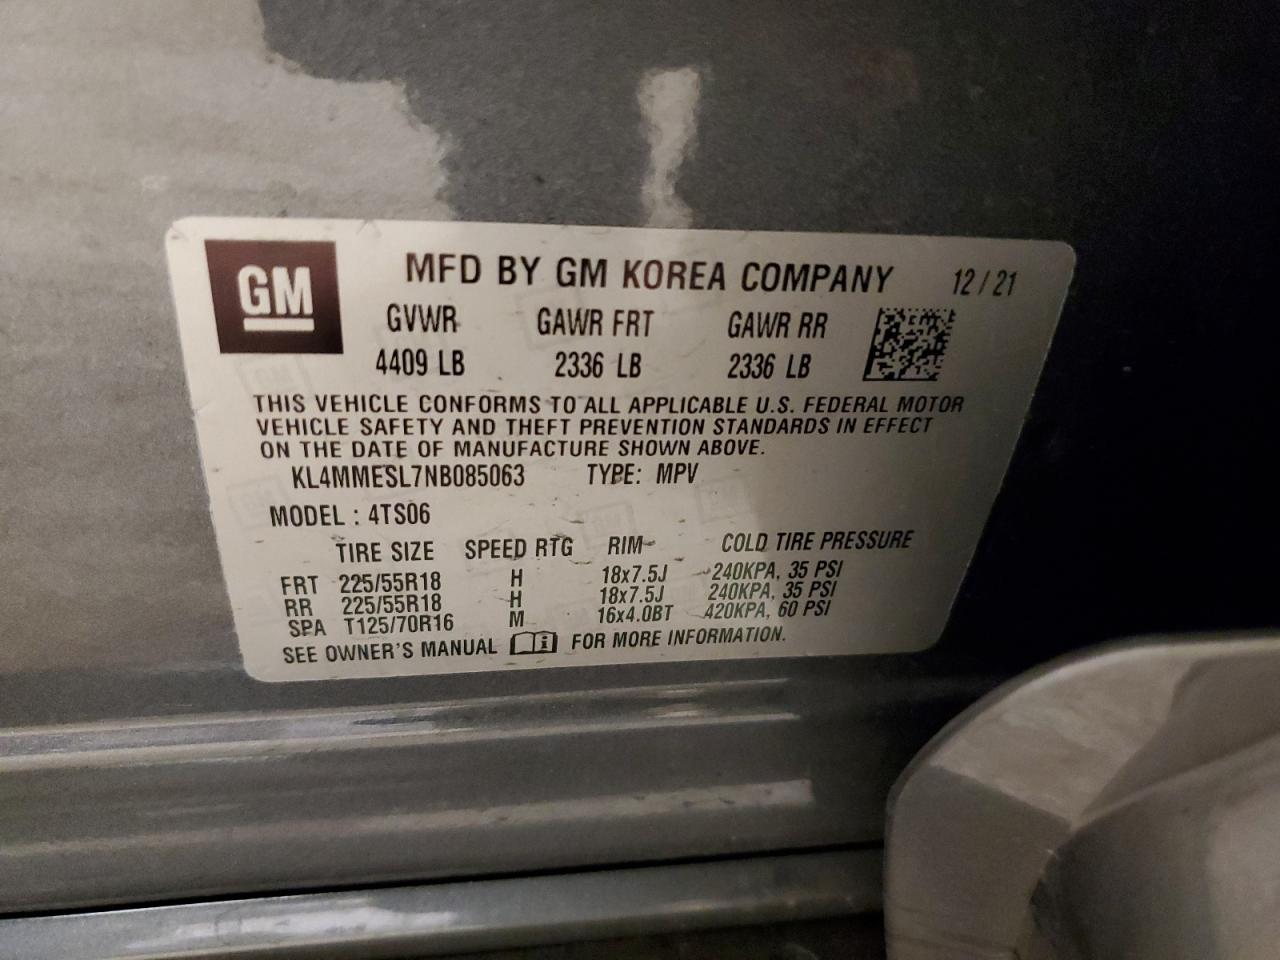 GM
MFD BY GM KOREA COMPANY 12/21
GVWR GAWR FRT GAWR RR
4409 LB 2336 LB 2336 LB
THIS VEHICLE CONFORMS TO ALL APPLICABLE U.S. FEDERAL MOTOR
VEHICLE SAFETY AND THEFT PREVENTION STANDARDS IN EFFECT
ON THE DATE OF MANUFACTURE SHOWN ABOVE.
KL4MMESL7NB085063 TYPE: MPV
MODEL : 4TS06
TIRE SIZE SPEED RTG RIM COLD TIRE PRESSURE
FRT 225/55R18 H 18x7.5J 240KPA, 35 PSI
RR 225/55R18 H 18x7.5J 240KPA, 35 PSI
SPA T125/70R16 M 16x4.0BT 420KPA, 60 PSI
SEE OWNER'S MANUAL FOR MORE INFORMATION.